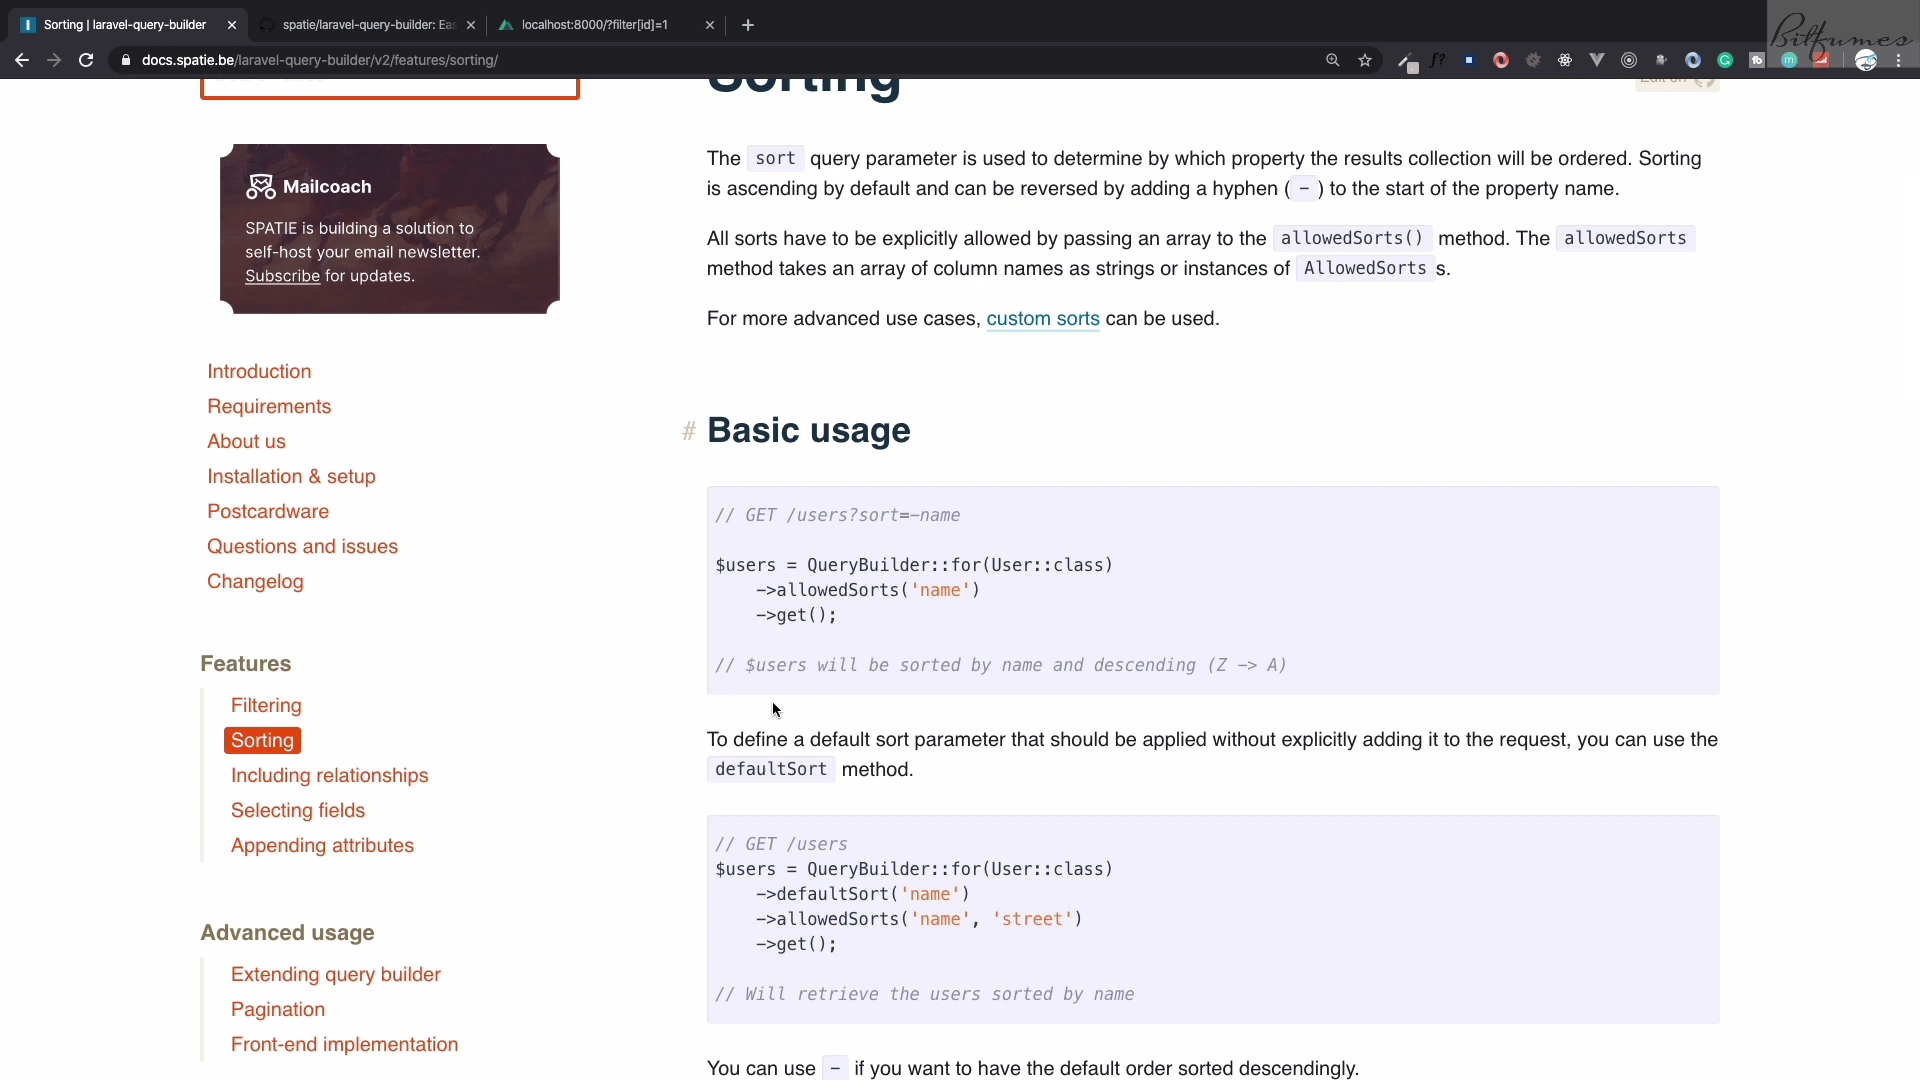 Sorting | laravel-query-builder
spatie/laravel-query-builder: Eas
localhost:8000/?filter[id]=1
docs.spatie.be/laravel-query-builder/v2/features/sorting/
Bitfumes
Sorting
Edit on
Mailcoach
SPATIE is building a solution to
self-host your email newsletter.
Subscribe for updates.
Introduction
Requirements
About us
Installation & setup
Postcardware
Questions and issues
Changelog
Features
Filtering
Sorting
Including relationships
Selecting fields
Appending attributes
Advanced usage
Extending query builder
Pagination
Front-end implementation
The sort query parameter is used to determine by which property the results collection will be ordered. Sorting
is ascending by default and can be reversed by adding a hyphen ( - ) to the start of the property name.
All sorts have to be explicitly allowed by passing an array to the allowedSorts() method. The allowedSorts
method takes an array of column names as strings or instances of AllowedSorts s.
For more advanced use cases, custom sorts can be used.
# Basic usage
// GET /users?sort=-name
$users = QueryBuilder::for(User::class)
->allowedSorts('name')
->get();
// $users will be sorted by name and descending (Z -> A)
To define a default sort parameter that should be applied without explicitly adding it to the request, you can use the
defaultSort method.
// GET /users
$users = QueryBuilder::for(User::class)
->defaultSort('name')
->allowedSorts('name', 'street')
->get();
// Will retrieve the users sorted by name
You can use - if you want to have the default order sorted descendingly.